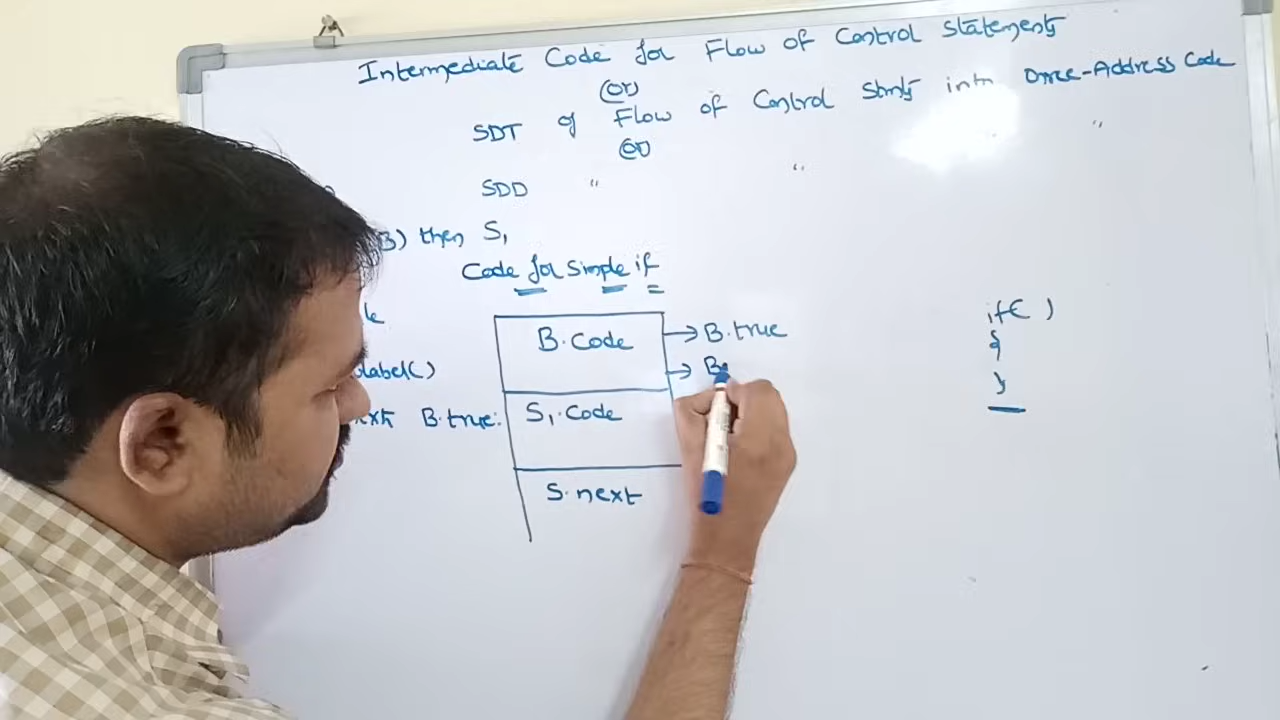 Intermediate Code for Flow of Control Statements
(or)
SDT of Flow of Control Stmts into Three-Address Code
(or)
SDD " " "
B) then S₁
Code for Simple if
B.Code → B.true
→ B.
label()
B.true: S₁.Code
S.next
if( )
{
}